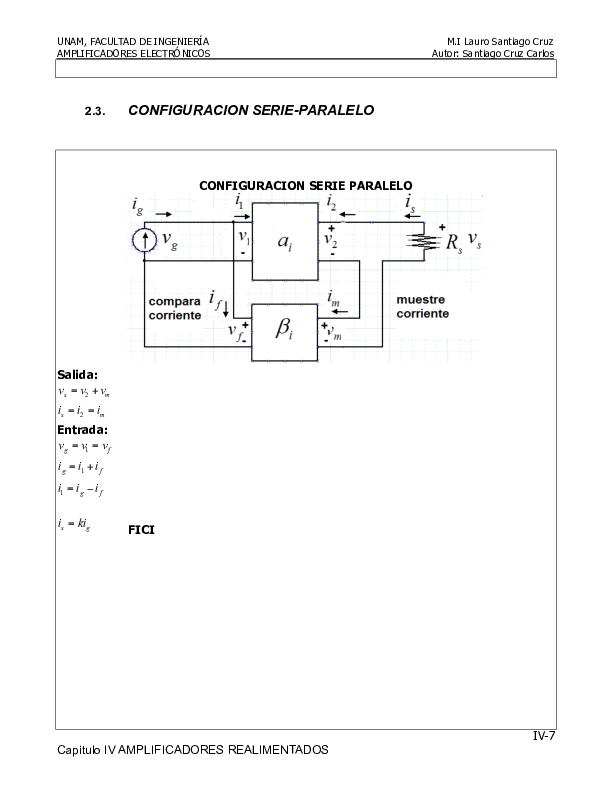 UNAM, FACULTAD DE INGENIERÍA M.I Lauro Santiago Cruz
AMPLIFICADORES ELECTRÓNICOS Autor: Santiago Cruz Carlos
2.3. CONFIGURACION SERIE-PARALELO
CONFIGURACION SERIE PARALELO
i_g i_1 i_2 i_s
v_g v_1 - a_i + v_2 - + R_s v_s -
compara
corriente
i_f i_m
muestre
corriente
v_f + - β_i + v_m -
Salida:
v_s = v_2 + v_m
i_s = i_2 = i_m
Entrada:
v_g = v_1 = v_f
i_g = i_1 + i_f
i_1 = i_g − i_f
i_s = ki_g FICI
IV-7
Capitulo IV AMPLIFICADORES REALIMENTADOS